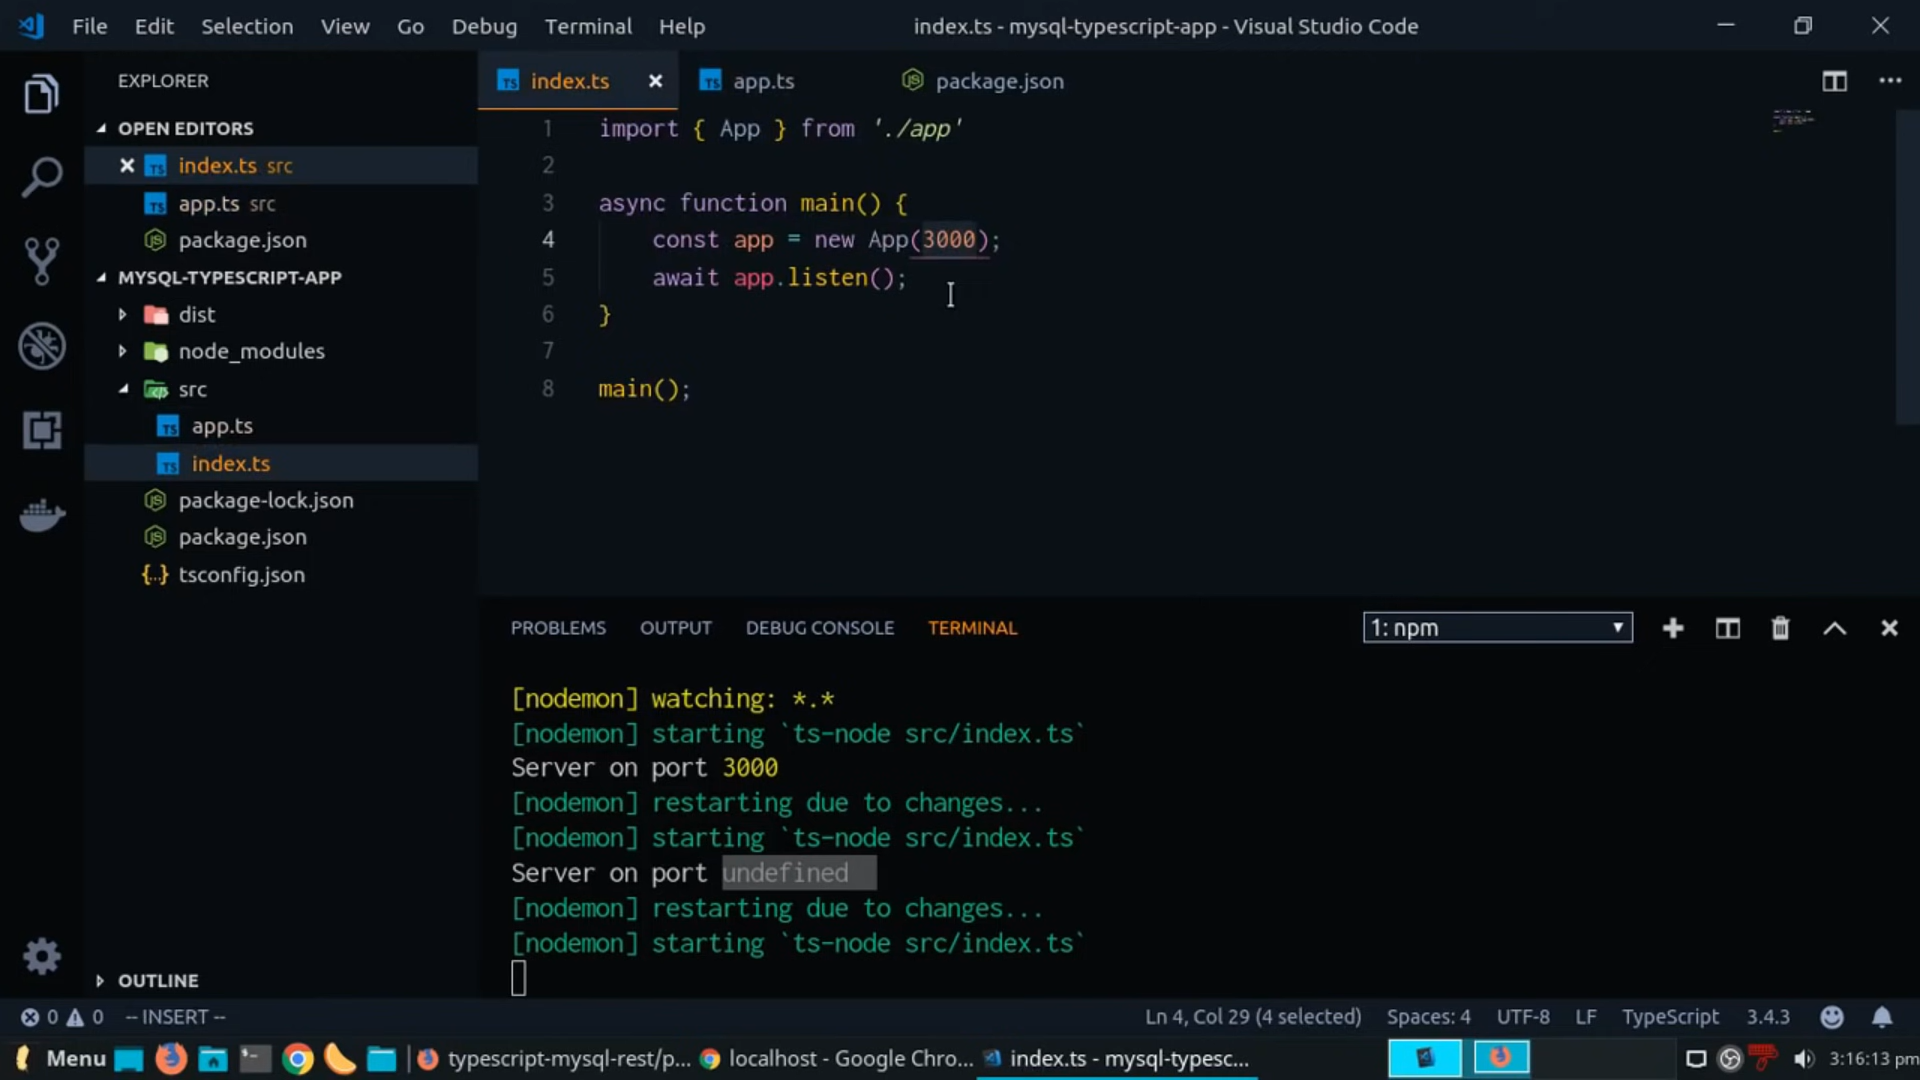 File Edit Selection View Go Debug Terminal Help
index.ts - mysql-typescript-app - Visual Studio Code
EXPLORER
OPEN EDITORS
index.ts src
app.ts src
package.json
MYSQL-TYPESCRIPT-APP
dist
node_modules
src
app.ts
index.ts
package-lock.json
package.json
tsconfig.json
OUTLINE
index.ts app.ts package.json
1 import { App } from './app'
2
3 async function main() {
4 const app = new App(3000);
5 await app.listen();
6 }
7
8 main();
PROBLEMS OUTPUT DEBUG CONSOLE TERMINAL 1: npm
[nodemon] watching: *.*
[nodemon] starting `ts-node src/index.ts`
Server on port 3000
[nodemon] restarting due to changes...
[nodemon] starting `ts-node src/index.ts`
Server on port undefined
[nodemon] restarting due to changes...
[nodemon] starting `ts-node src/index.ts`
0 0 -- INSERT -- Ln 4, Col 29 (4 selected) Spaces: 4 UTF-8 LF TypeScript 3.4.3
Menu typescript-mysql-rest/p... localhost - Google Chro... index.ts - mysql-typesc... 3:16:13 pm